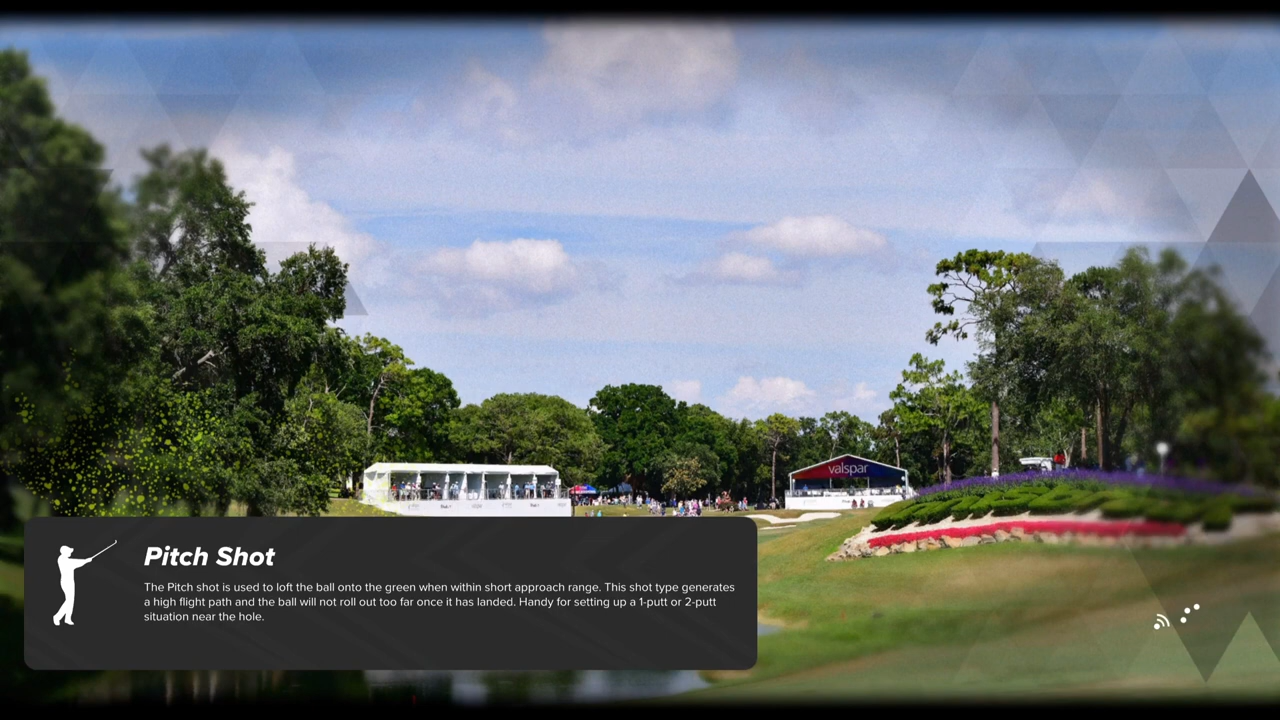 valspar
Pitch Shot
The Pitch shot is used to loft the ball onto the green when within short approach range. This shot type generates
a high flight path and the ball will not roll out too far once it has landed. Handy for setting up a 1-putt or 2-putt
situation near the hole.